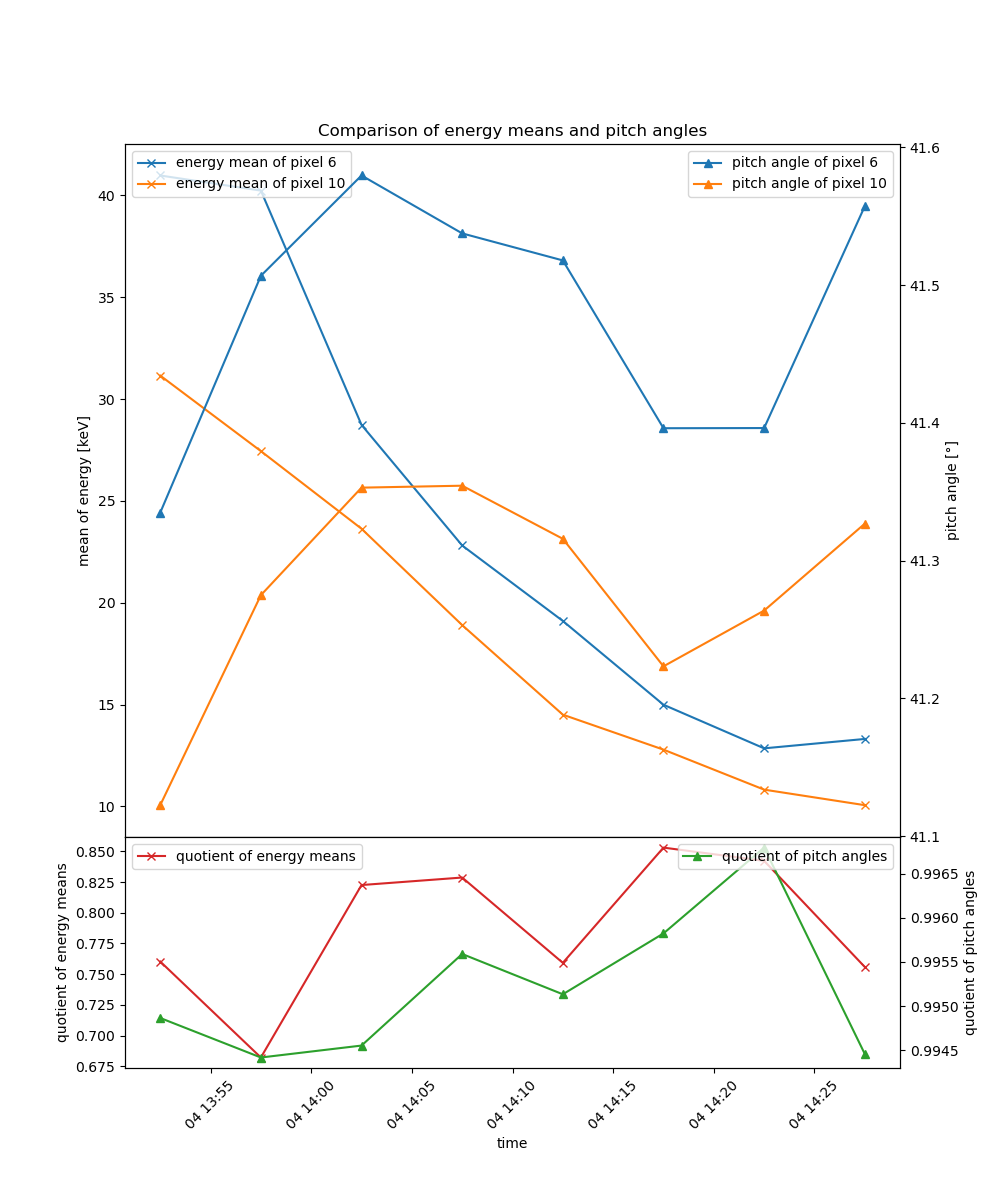 Comparison of energy means and pitch angles
energy mean of pixel 6
energy mean of pixel 10
pitch angle of pixel 6
pitch angle of pixel 10
mean of energy [keV]
40
35
30
25
20
15
10
41.6
41.5
41.4
41.3
41.2
41.1
pitch angle [°]
quotient of energy means
quotient of pitch angles
quotient of energy means
0.850
0.825
0.800
0.775
0.750
0.725
0.700
0.675
0.9965
0.9960
0.9955
0.9950
0.9945
quotient of pitch angles
04 13:55
04 14:00
04 14:05
04 14:10
04 14:15
04 14:20
04 14:25
time